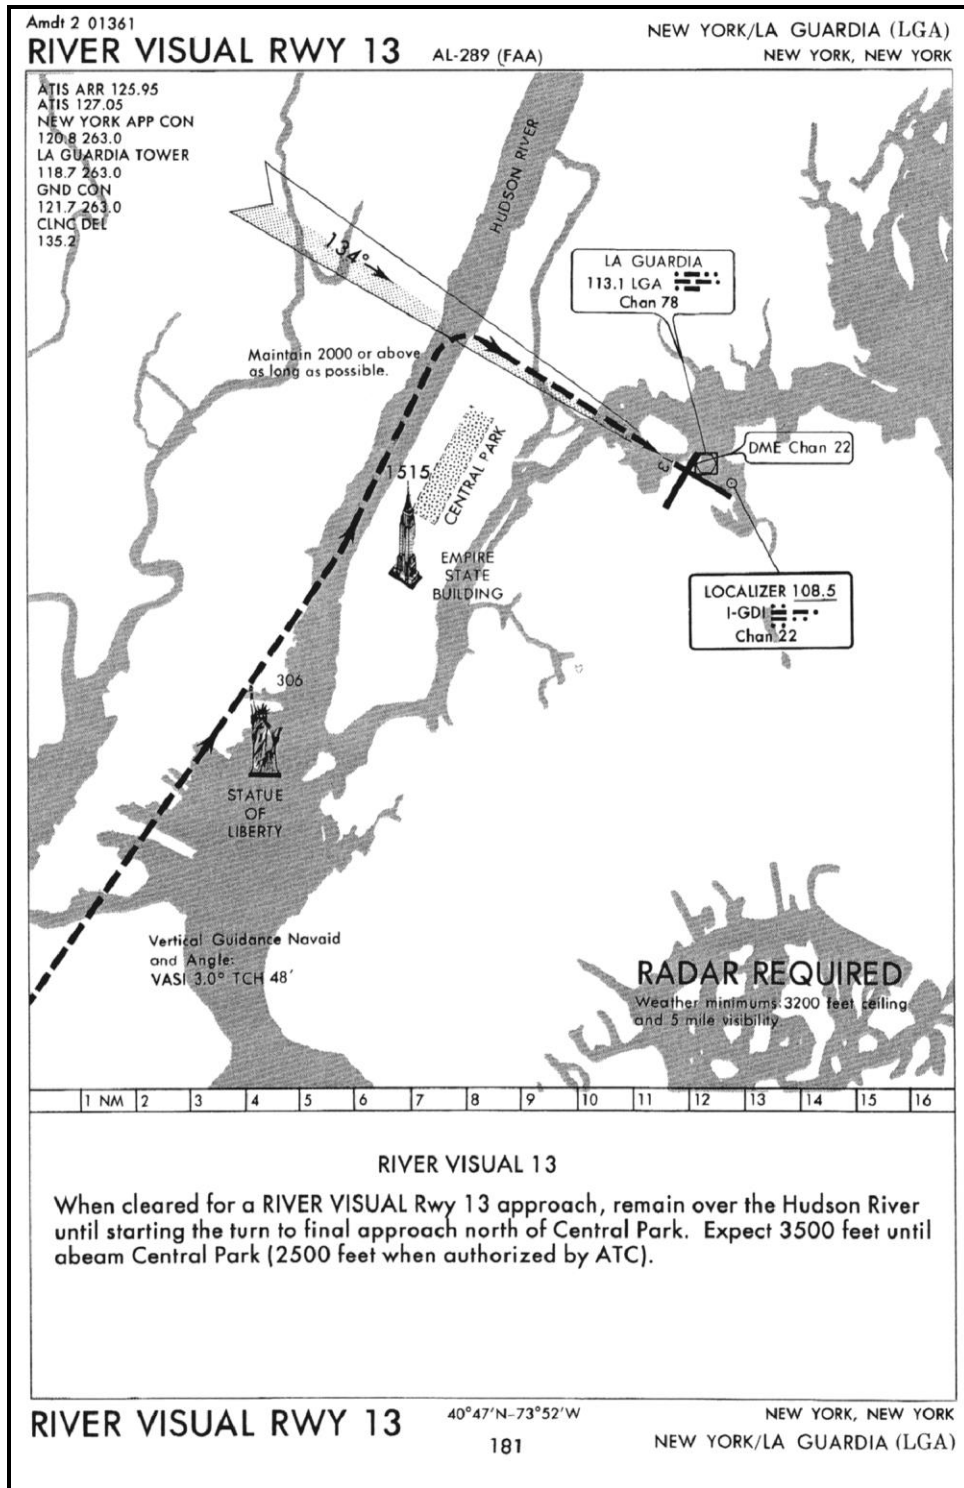 Amdt 2 01361
RIVER VISUAL RWY 13
AL-289 (FAA)
NEW YORK/LA GUARDIA (LGA)
NEW YORK, NEW YORK
ATIS ARR 125.95
ATIS 127.05
NEW YORK APP CON
120.8 263.0
LA GUARDIA TOWER
118.7 263.0
GND CON
121.7 263.0
CLNC DEL
135.2
HUDSON RIVER
134°
LA GUARDIA
113.1 LGA
Chan 78
Maintain 2000 or above
as long as possible.
CENTRAL PARK
1515
13
DME Chan 22
EMPIRE
STATE
BUILDING
LOCALIZER 108.5
I-GDI
Chan 22
306
STATUE
OF
LIBERTY
Vertical Guidance Navaid
and Angle:
VASI 3.0° TCH 48'
RADAR REQUIRED
Weather minimums: 3200 feet ceiling
and 5 mile visibility
1 NM 2 3 4 5 6 7 8 9 10 11 12 13 14 15 16
RIVER VISUAL 13
When cleared for a RIVER VISUAL Rwy 13 approach, remain over the Hudson River
until starting the turn to final approach north of Central Park. Expect 3500 feet until
abeam Central Park (2500 feet when authorized by ATC).
RIVER VISUAL RWY 13
40°47'N-73°52'W
181
NEW YORK, NEW YORK
NEW YORK/LA GUARDIA (LGA)